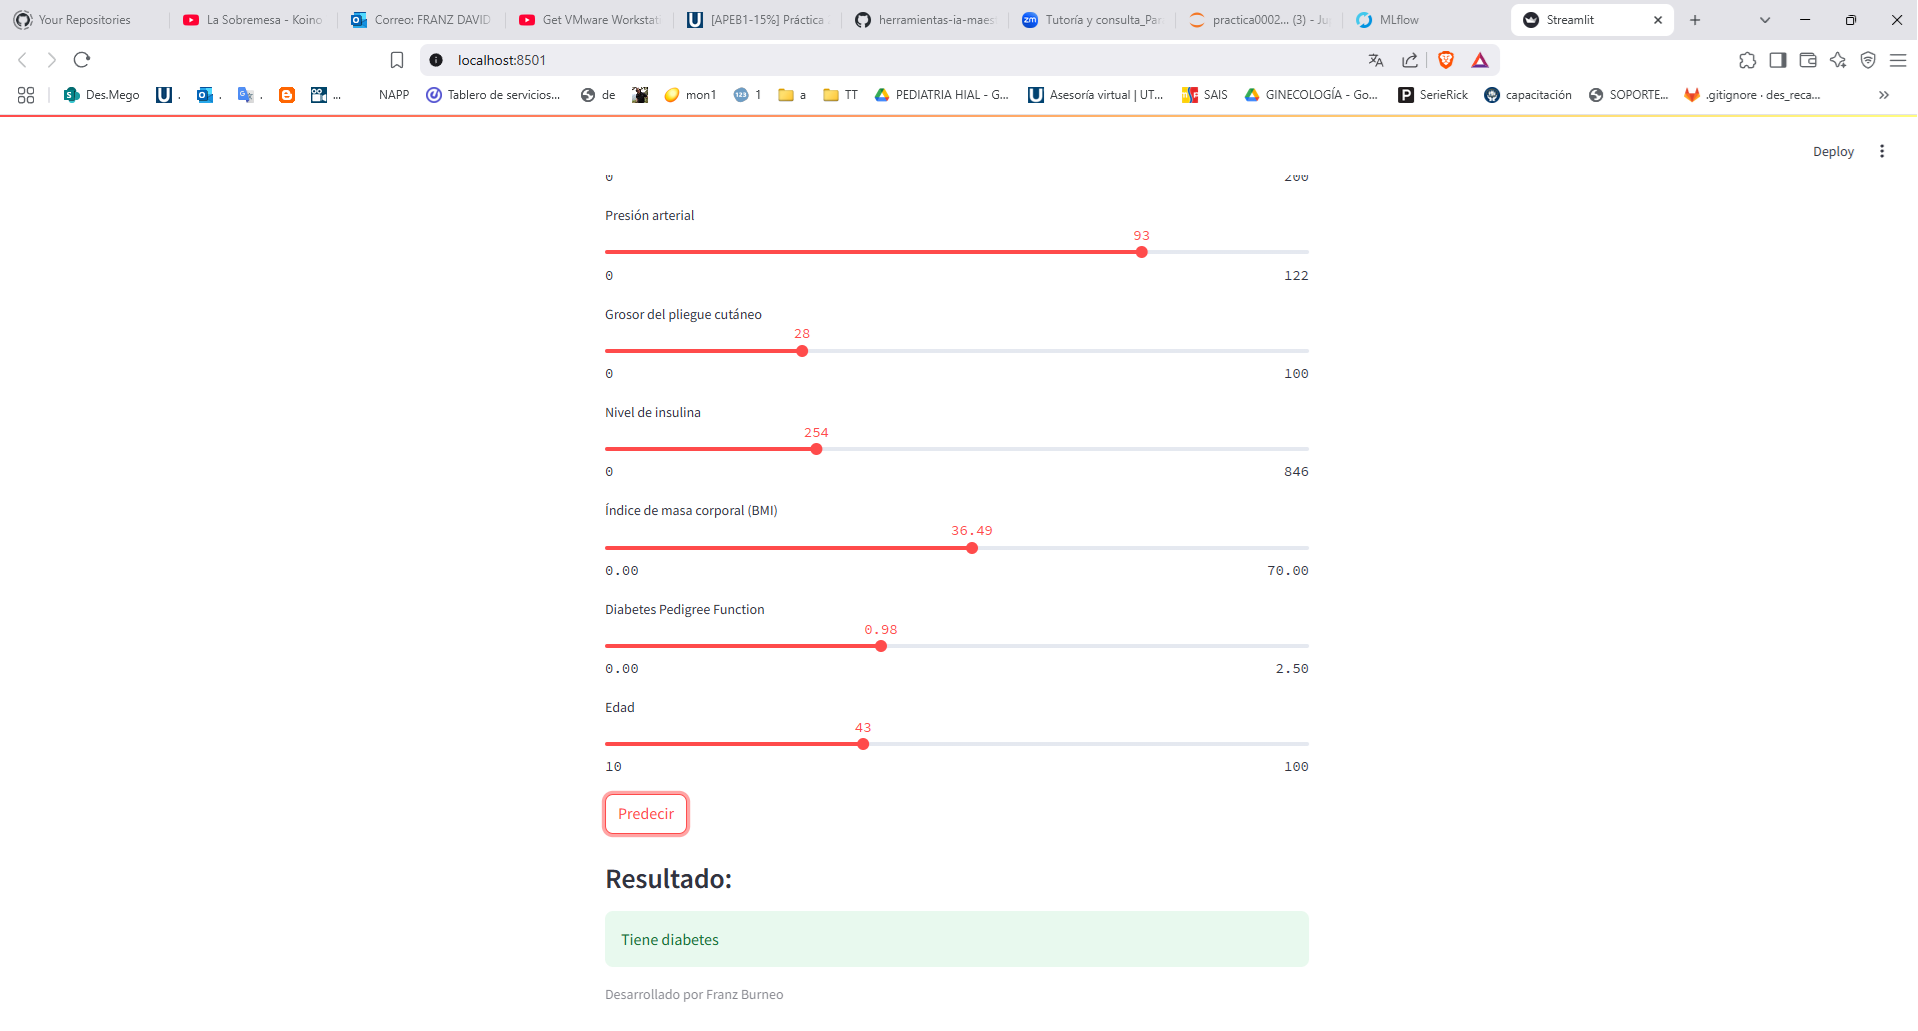 Your Repositories
La Sobremesa - Koino
Correo: FRANZ DAVID
Get VMware Workstati
[APEB1-15%] Práctica
herramientas-ia-maes
Tutoría y consulta_Par
practica0002... (3) - Ju
MLflow
Streamlit
localhost:8501
Des.Mego
.
.
.
...
NAPP
Tablero de servicios...
de
mon1
1
a
TT
PEDIATRIA HIAL - G...
Asesoría virtual | UT...
SAIS
GINECOLOGÍA - Go...
SerieRick
capacitación
SOPORTE...
.gitignore · des_reca...
Deploy
0 200
Presión arterial
93
0 122
Grosor del pliegue cutáneo
28
0 100
Nivel de insulina
254
0 846
Índice de masa corporal (BMI)
36.49
0.00 70.00
Diabetes Pedigree Function
0.98
0.00 2.50
Edad
43
10 100
Predecir
Resultado:
Tiene diabetes
Desarrollado por Franz Burneo